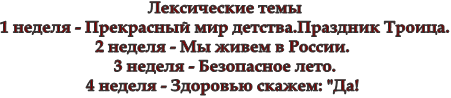 Лексические темы
1 неделя - Прекрасный мир детства.Праздник Троица.
2 неделя - Мы живем в России.
3 неделя - Безопасное лето.
4 неделя - Здоровью скажем: "Да!